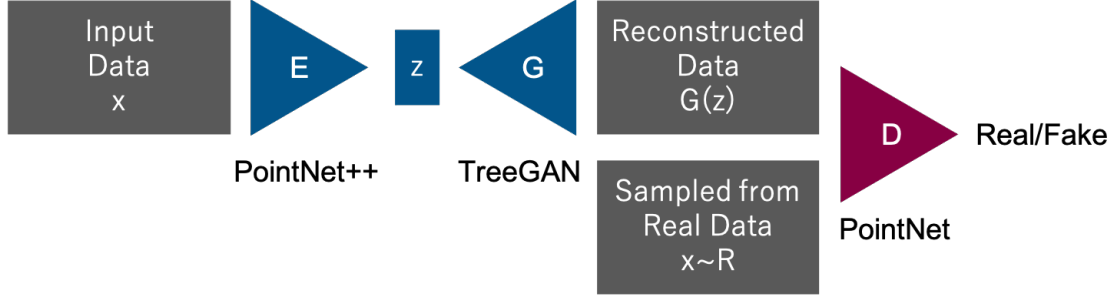 Input
Data
x
E
PointNet++
z
G
TreeGAN
Reconstructed
Data
G(z)
Sampled from
Real Data
x~R
D
PointNet
Real/Fake